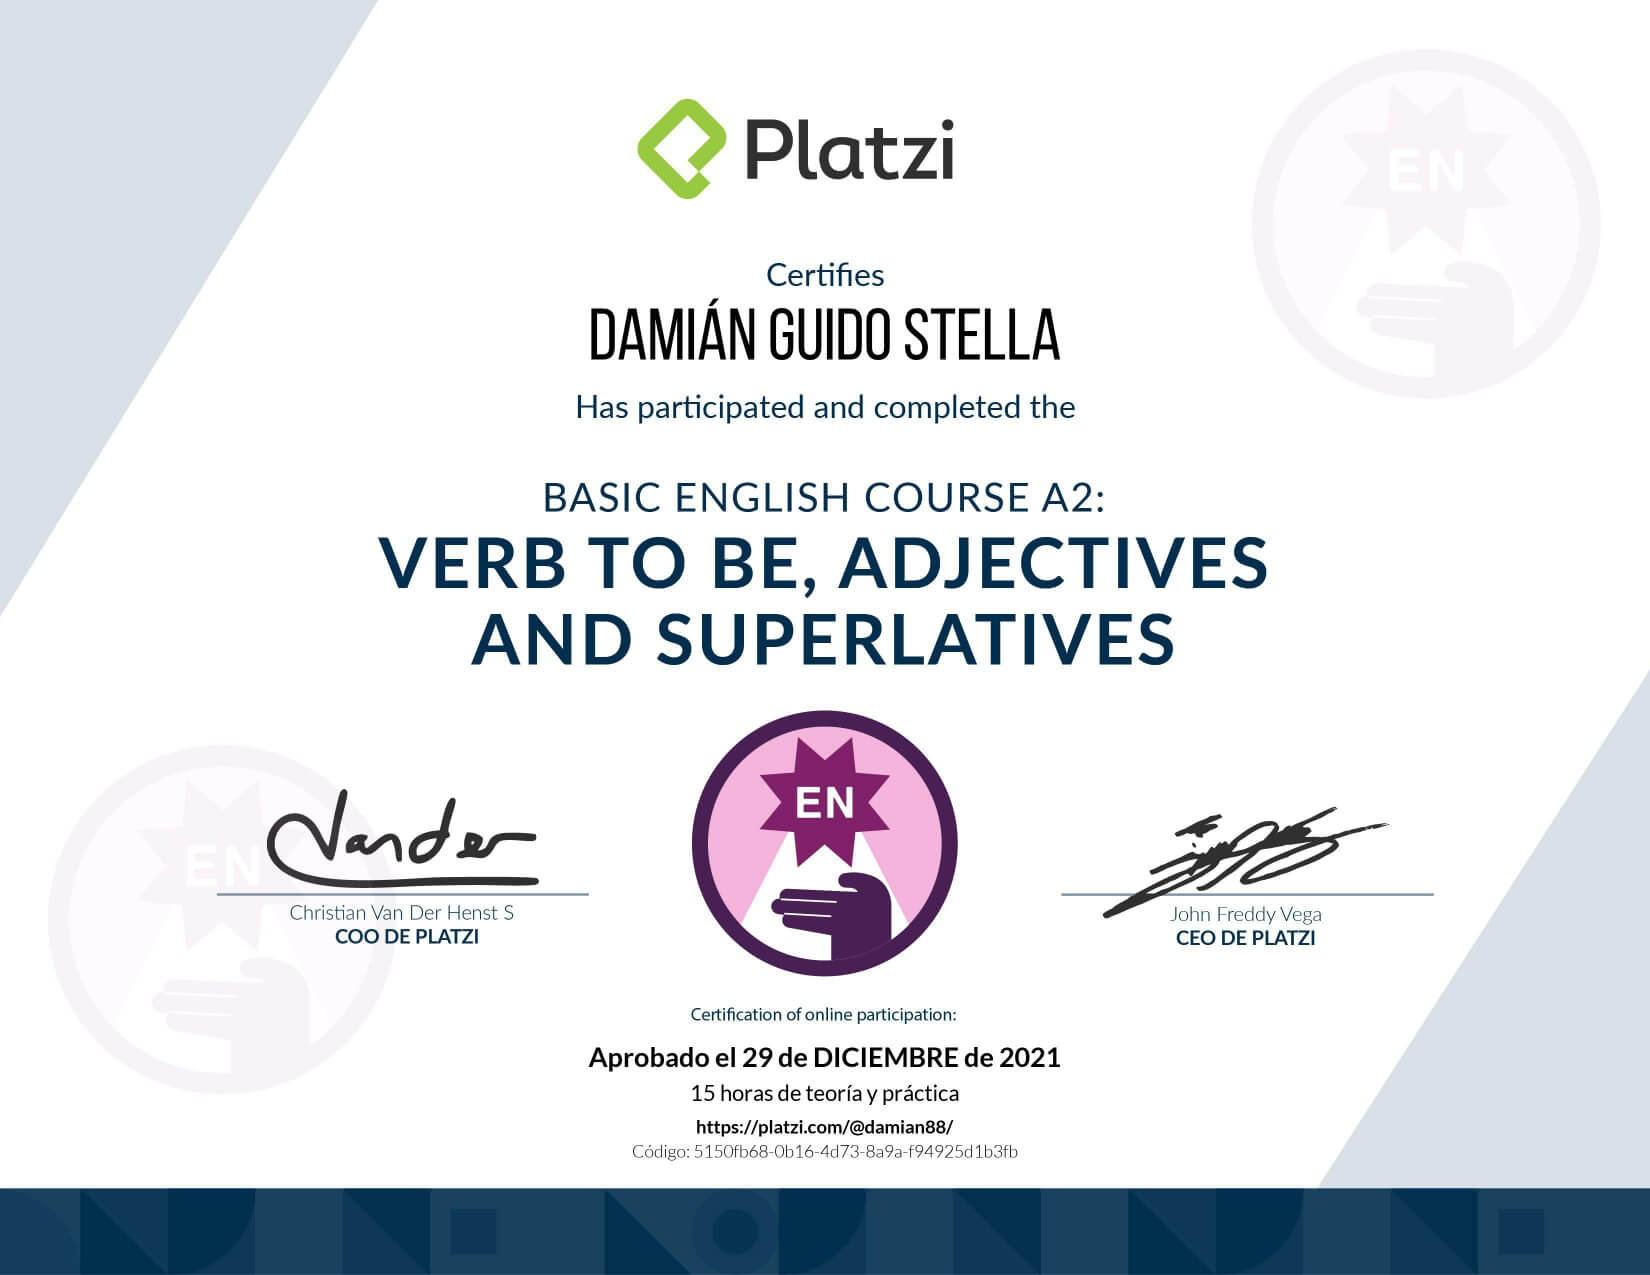 Platzi
EN
Certifies
DAMIÁN GUIDO STELLA
Has participated and completed the
BASIC ENGLISH COURSE A2:
VERB TO BE, ADJECTIVES
AND SUPERLATIVES
EN
EN
Vander
Christian Van Der Henst S
COO DE PLATZI
John Freddy Vega
CEO DE PLATZI
Certification of online participation:
Aprobado el 29 de DICIEMBRE de 2021
15 horas de teoría y práctica
https://platzi.com/@damian88/
Código: 5150fb68-0b16-4d73-8a9a-f94925d1b3fb